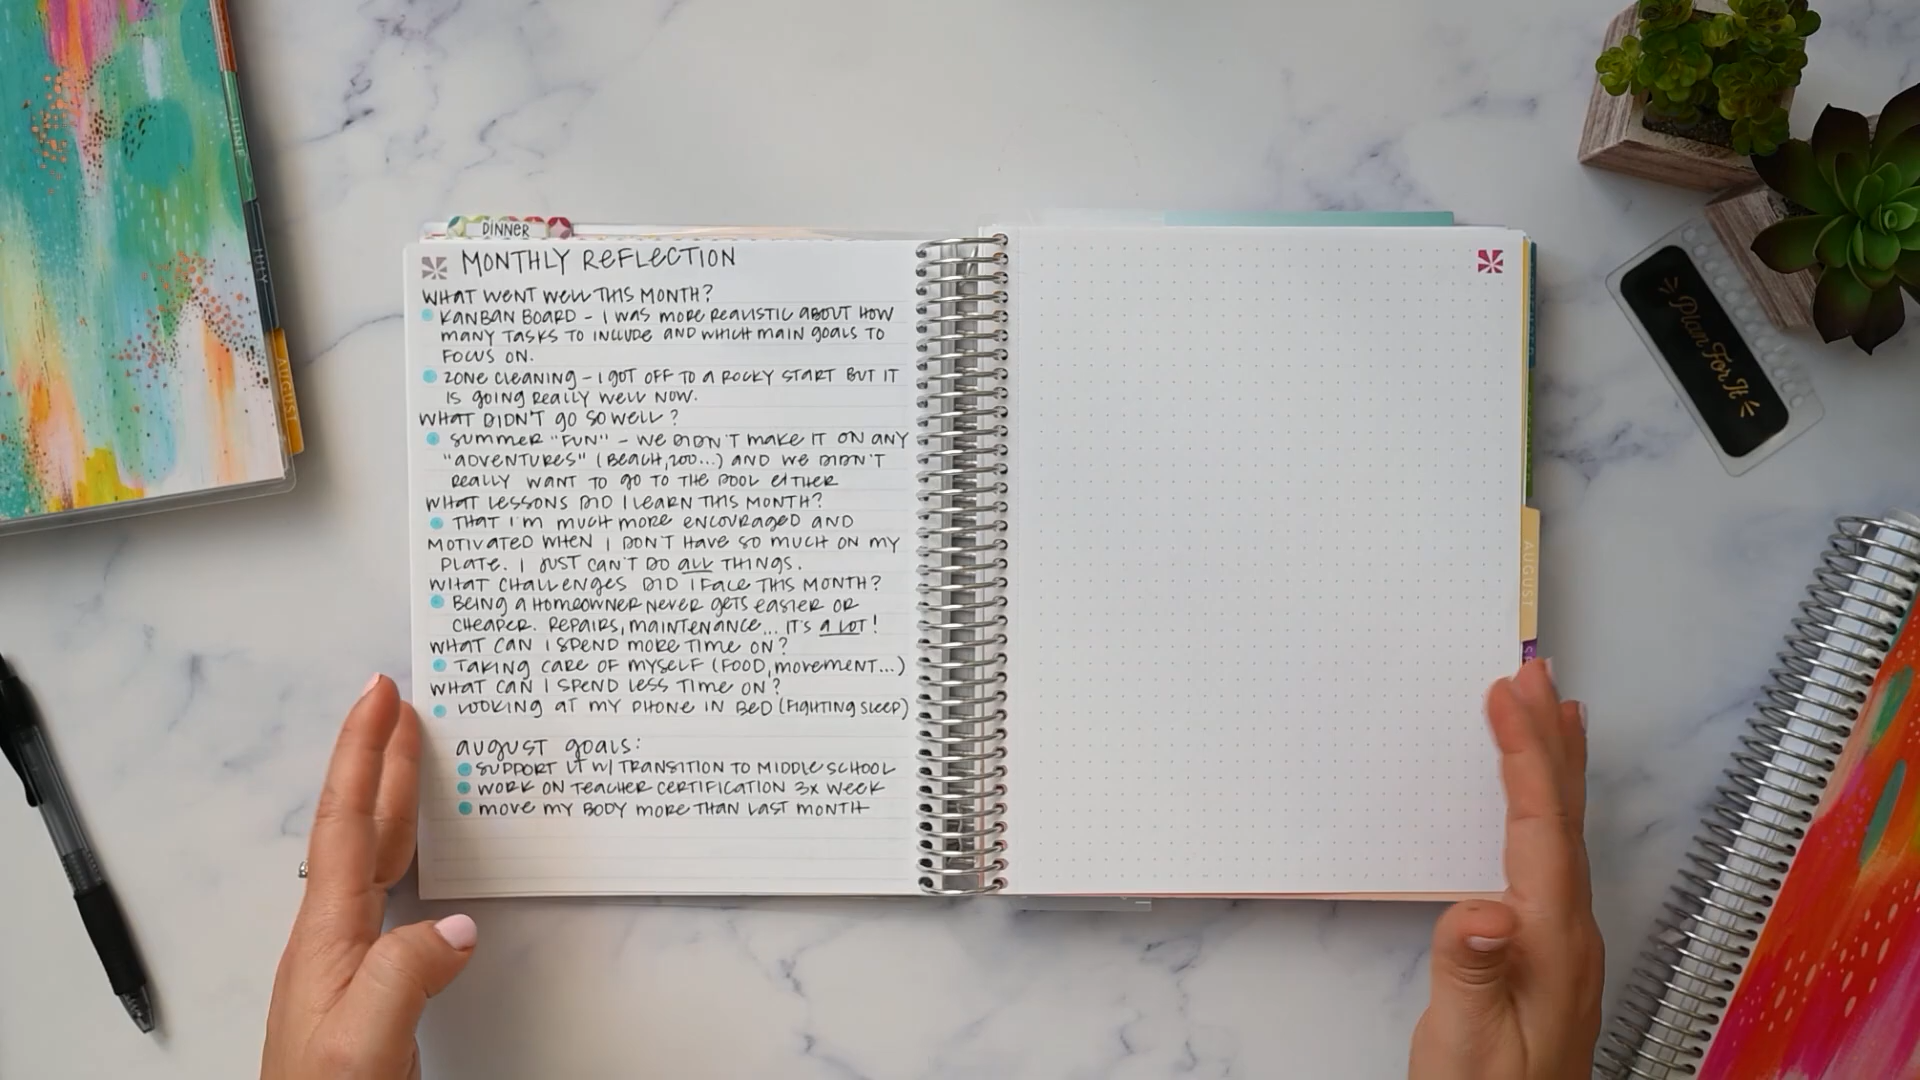 JUNE
JULY
AUGUST
DINNER
MONTHLY REFLECTION
WHAT WENT WELL THIS MONTH?
KANBAN BOARD - I WAS MORE REALISTIC ABOUT HOW
MANY TASKS TO INCLUDE AND WHICH MAIN GOALS TO
FOCUS ON.
ZONE CLEANING - I GOT OFF TO A ROCKY START BUT IT
IS GOING REALLY WELL NOW.
WHAT DIDN'T GO SO WELL?
SUMMER "FUN" - WE DIDN'T MAKE IT ON ANY
"ADVENTURES" (BEACH, ZOO...) AND WE DIDN'T
REALLY WANT TO GO TO THE POOL EITHER
WHAT LESSONS DID I LEARN THIS MONTH?
THAT I'M MUCH MORE ENCOURAGED AND
MOTIVATED WHEN I DON'T HAVE SO MUCH ON MY
PLATE. I JUST CAN'T DO ALL THINGS.
WHAT CHALLENGES DID I FACE THIS MONTH?
BEING A HOMEOWNER NEVER GETS EASIER OR
CHEAPER. REPAIRS, MAINTENANCE... IT'S A LOT!
WHAT CAN I SPEND MORE TIME ON?
TAKING CARE OF MYSELF (FOOD, MOVEMENT...)
WHAT CAN I SPEND LESS TIME ON?
LOOKING AT MY PHONE IN BED (FIGHTING SLEEP)
AUGUST GOALS:
SUPPORT LT W/ TRANSITION TO MIDDLE SCHOOL
WORK ON TEACHER CERTIFICATION 3X WEEK
MOVE MY BODY MORE THAN LAST MONTH
AUGUST
Plan For It